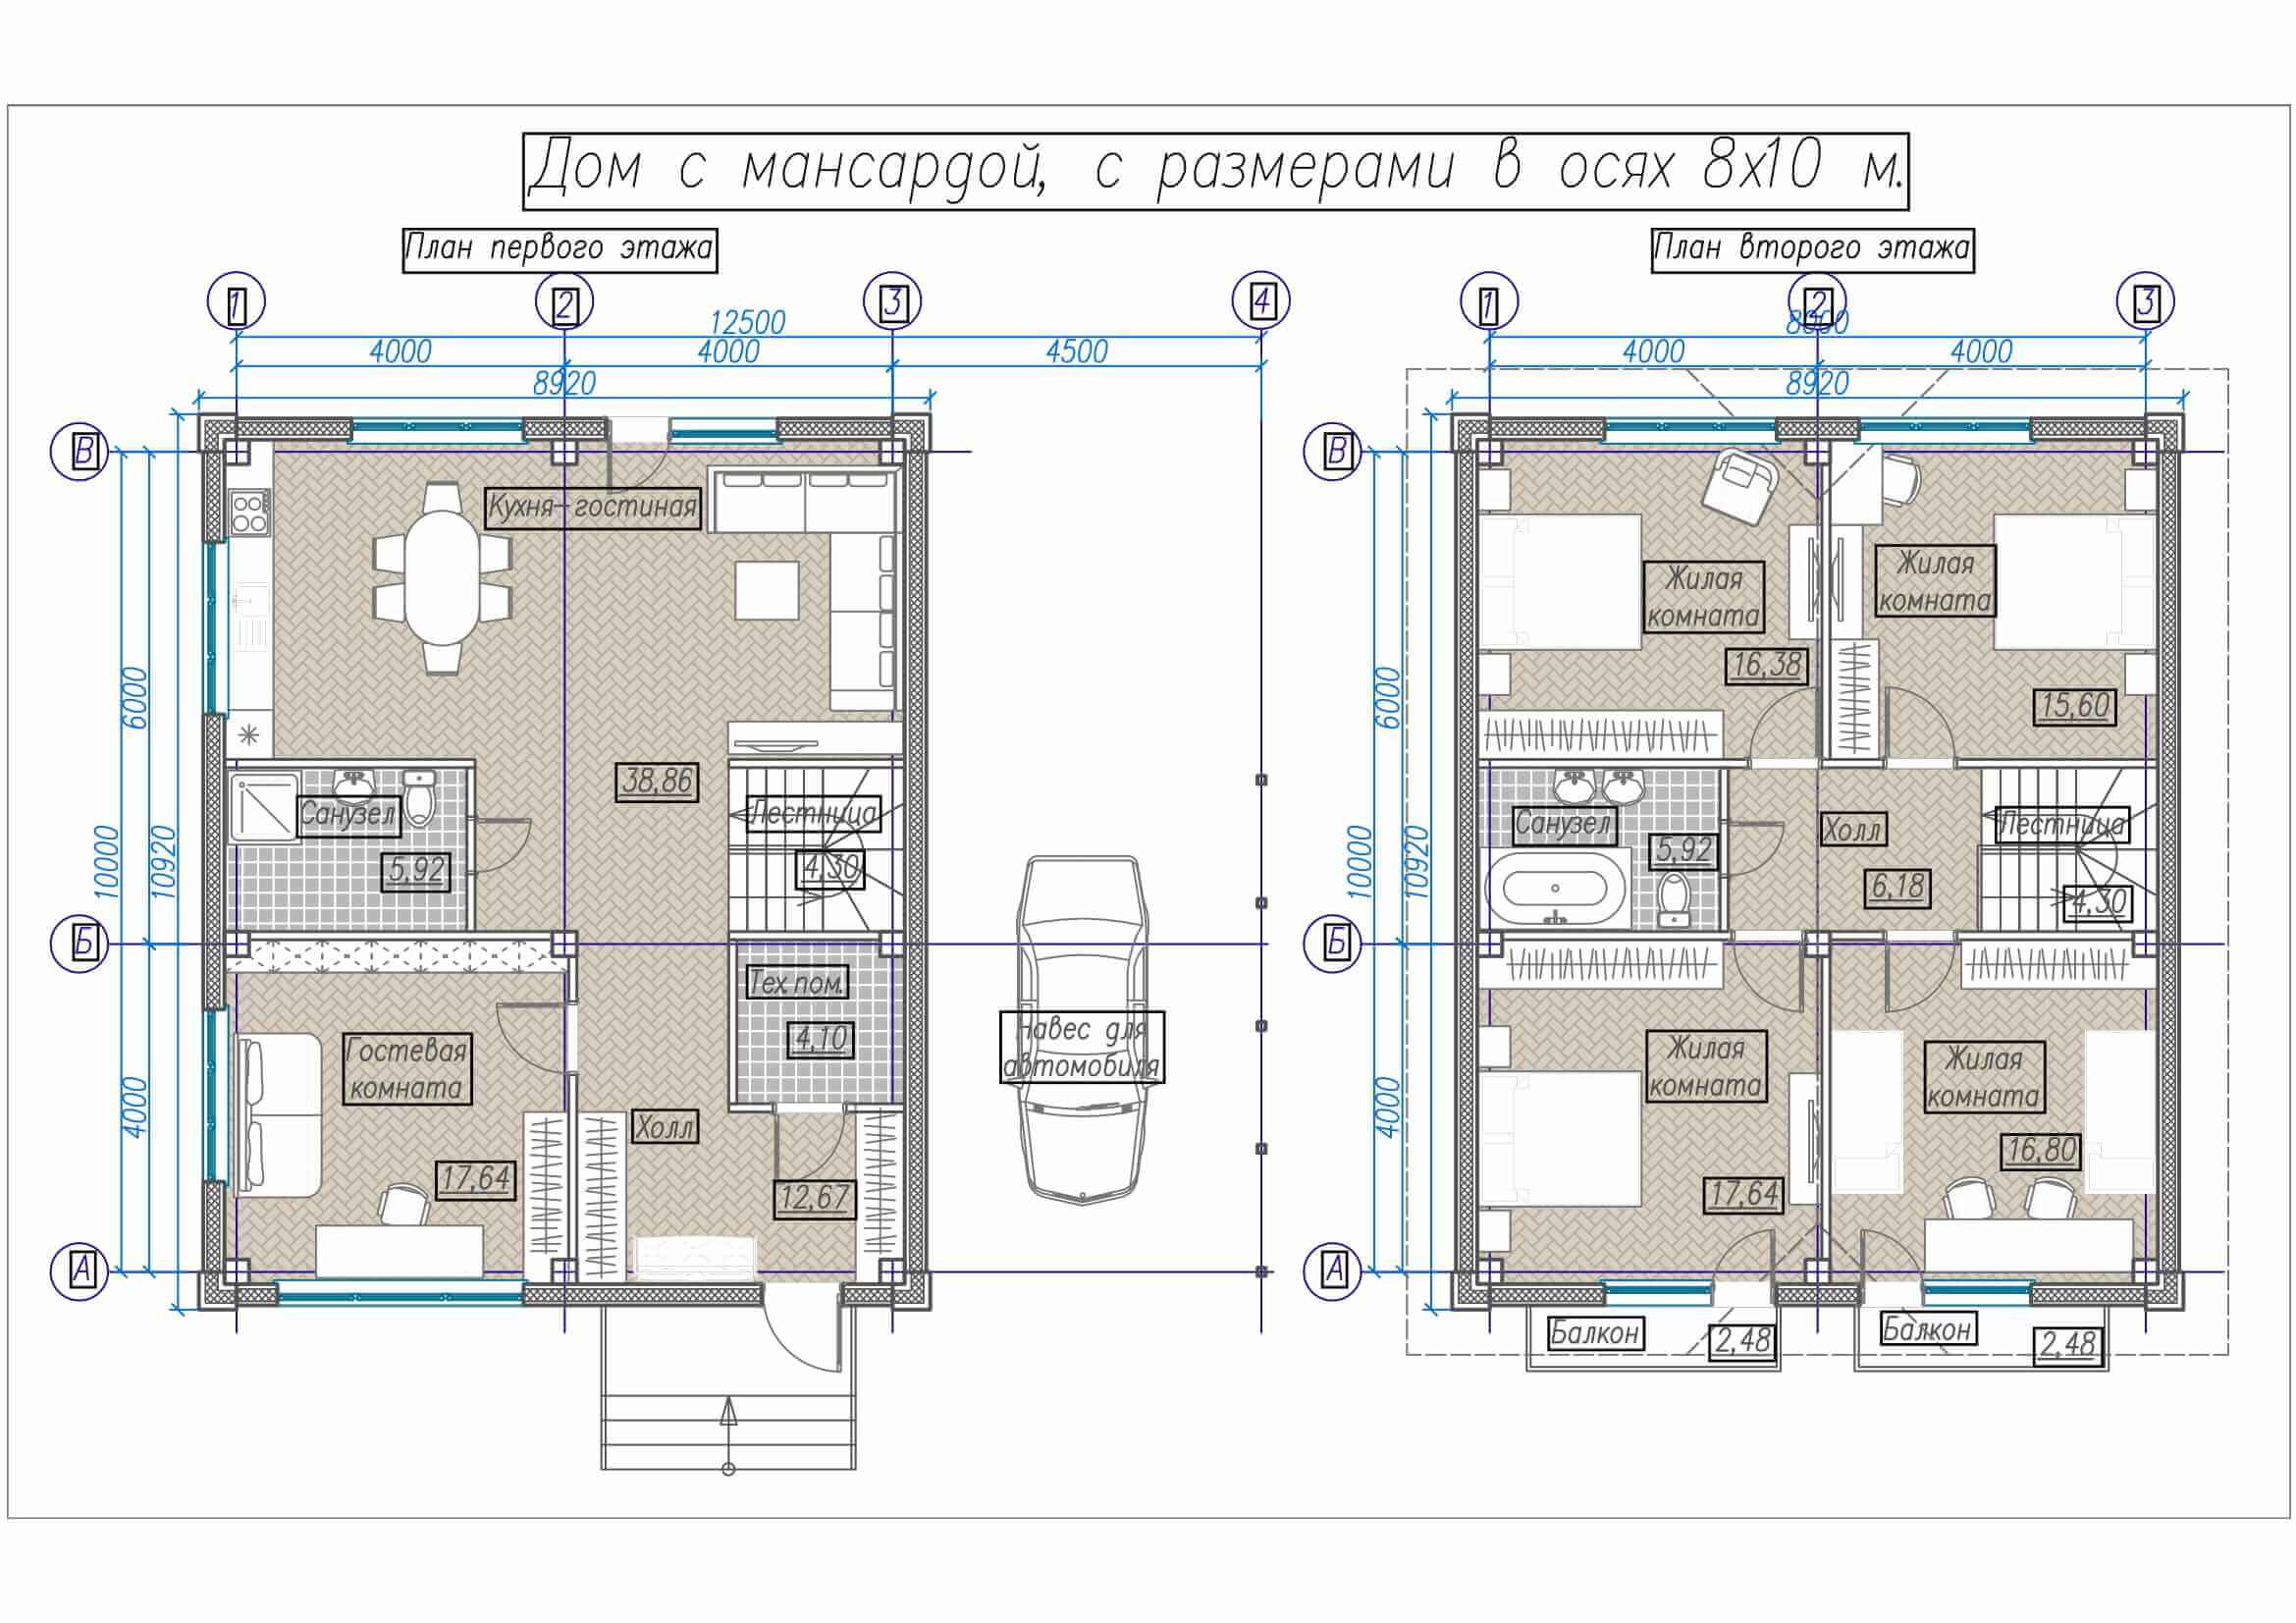 Дом с мансардой, с размерами в осях 8х10 м.
План первого этажа
1
2
3
4
12500
4000
4000
4500
8920
В
Б
А
6000
4000
10000
10920
Кухня-гостиная
38,86
Санузел
5,92
Лестница
4,30
Тех.пом.
4,10
Гостевая
комната
17,64
Холл
12,67
Навес для
автомобиля
План второго этажа
1
2
3
8000
4000
4000
8920
В
Б
А
6000
4000
10000
10920
Жилая
комната
16,38
Жилая
комната
15,60
Санузел
5,92
Холл
6,18
Лестница
4,30
Жилая
комната
17,64
Жилая
комната
16,80
Балкон
2,48
Балкон
2,48